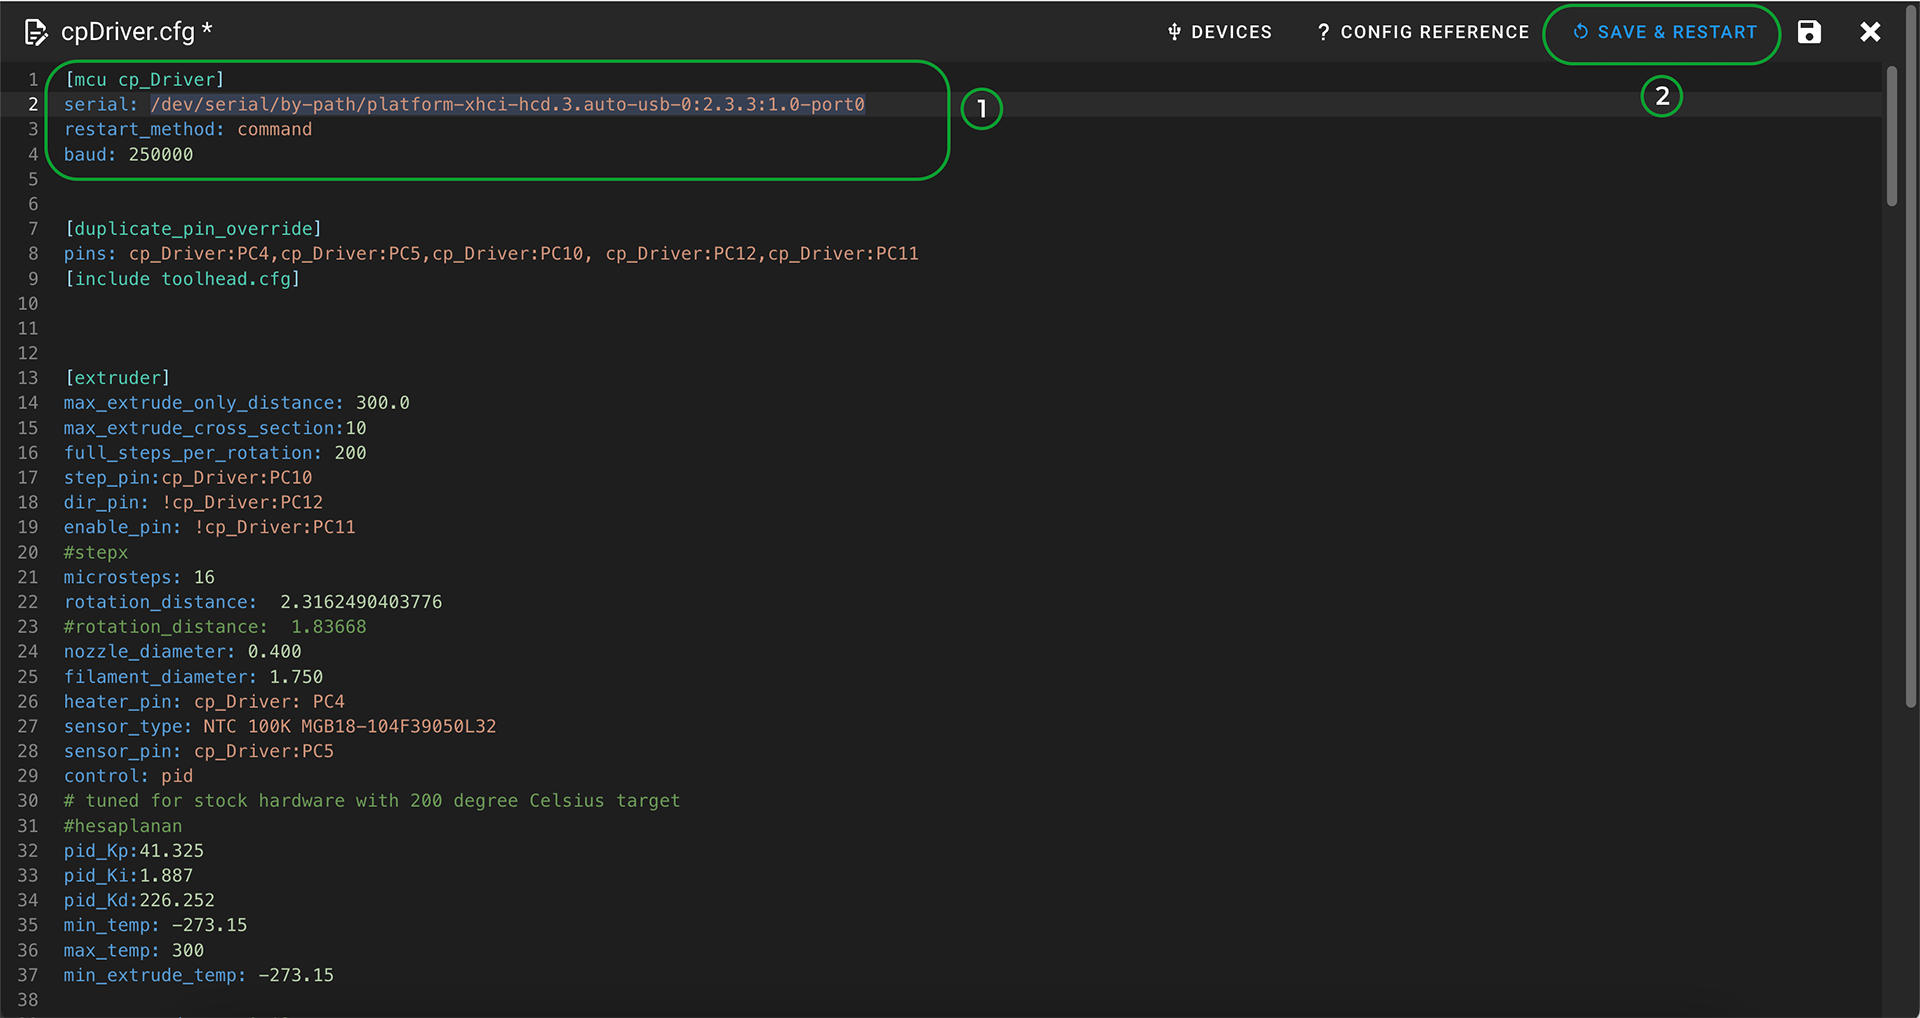 cpDriver.cfg *
DEVICES
? CONFIG REFERENCE
SAVE & RESTART
1 [mcu cp_Driver]
2 serial: /dev/serial/by-path/platform-xhci-hcd.3.auto-usb-0:2.3.3:1.0-port0
3 restart_method: command
4 baud: 250000
1
2
5
6
7 [duplicate_pin_override]
8 pins: cp_Driver:PC4,cp_Driver:PC5,cp_Driver:PC10, cp_Driver:PC12,cp_Driver:PC11
9 [include toolhead.cfg]
10
11
12
13 [extruder]
14 max_extrude_only_distance: 300.0
15 max_extrude_cross_section:10
16 full_steps_per_rotation: 200
17 step_pin:cp_Driver:PC10
18 dir_pin: !cp_Driver:PC12
19 enable_pin: !cp_Driver:PC11
20 #stepx
21 microsteps: 16
22 rotation_distance:  2.3162490403776
23 #rotation_distance:  1.83668
24 nozzle_diameter: 0.400
25 filament_diameter: 1.750
26 heater_pin: cp_Driver: PC4
27 sensor_type: NTC 100K MGB18-104F39050L32
28 sensor_pin: cp_Driver:PC5
29 control: pid
30 # tuned for stock hardware with 200 degree Celsius target
31 #hesaplanan
32 pid_Kp:41.325
33 pid_Ki:1.887
34 pid_Kd:226.252
35 min_temp: -273.15
36 max_temp: 300
37 min_extrude_temp: -273.15
38